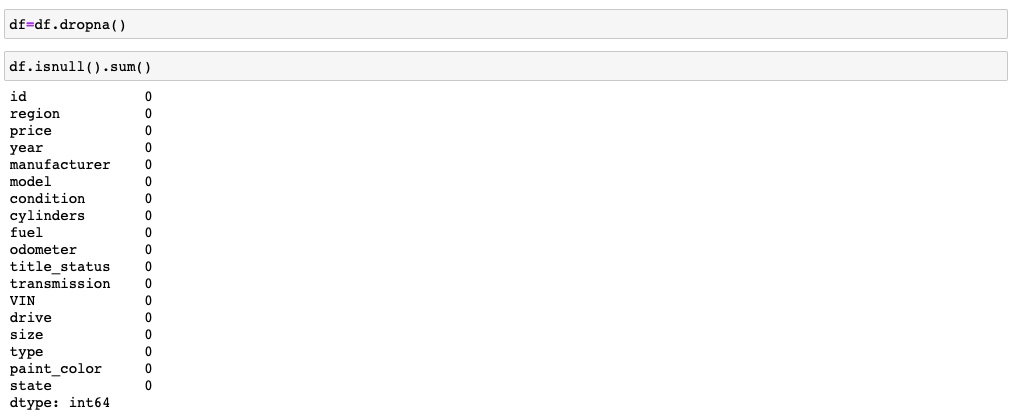 df=df.dropna()
df.isnull().sum()
id 0
region 0
price 0
year 0
manufacturer 0
model 0
condition 0
cylinders 0
fuel 0
odometer 0
title_status 0
transmission 0
VIN 0
drive 0
size 0
type 0
paint_color 0
state 0
dtype: int64